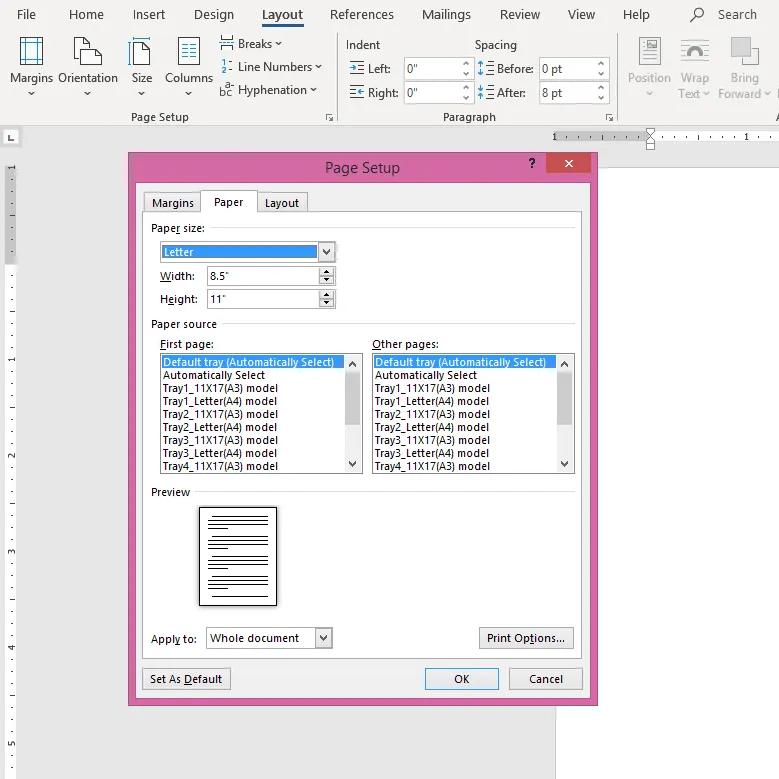 File Home Insert Design Layout References Mailings Review View Help Search
Margins Orientation Size Columns
Breaks
Line Numbers
Hyphenation
Page Setup
Indent Spacing
Left: 0" Before: 0 pt
Right: 0" After: 8 pt
Paragraph
Position Wrap Text Bring Forward
L
1 1
1
1
2
3
4
5
Page Setup ?
Margins Paper Layout
Paper size:
Letter
Width: 8.5"
Height: 11"
Paper source
First page:
Default tray (Automatically Select)
Automatically Select
Tray1_11X17(A3) model
Tray1_Letter(A4) model
Tray2_11X17(A3) model
Tray2_Letter(A4) model
Tray3_11X17(A3) model
Tray3_Letter(A4) model
Tray4_11X17(A3) model
Other pages:
Default tray (Automatically Select)
Automatically Select
Tray1_11X17(A3) model
Tray1_Letter(A4) model
Tray2_11X17(A3) model
Tray2_Letter(A4) model
Tray3_11X17(A3) model
Tray3_Letter(A4) model
Tray4_11X17(A3) model
Preview
Apply to: Whole document Print Options...
Set As Default OK Cancel